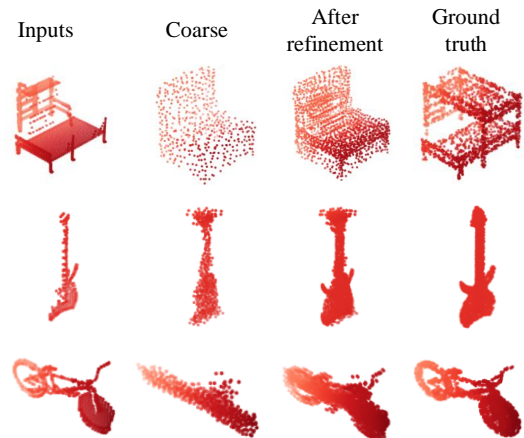 Inputs
Coarse
After
refinement
Ground
truth